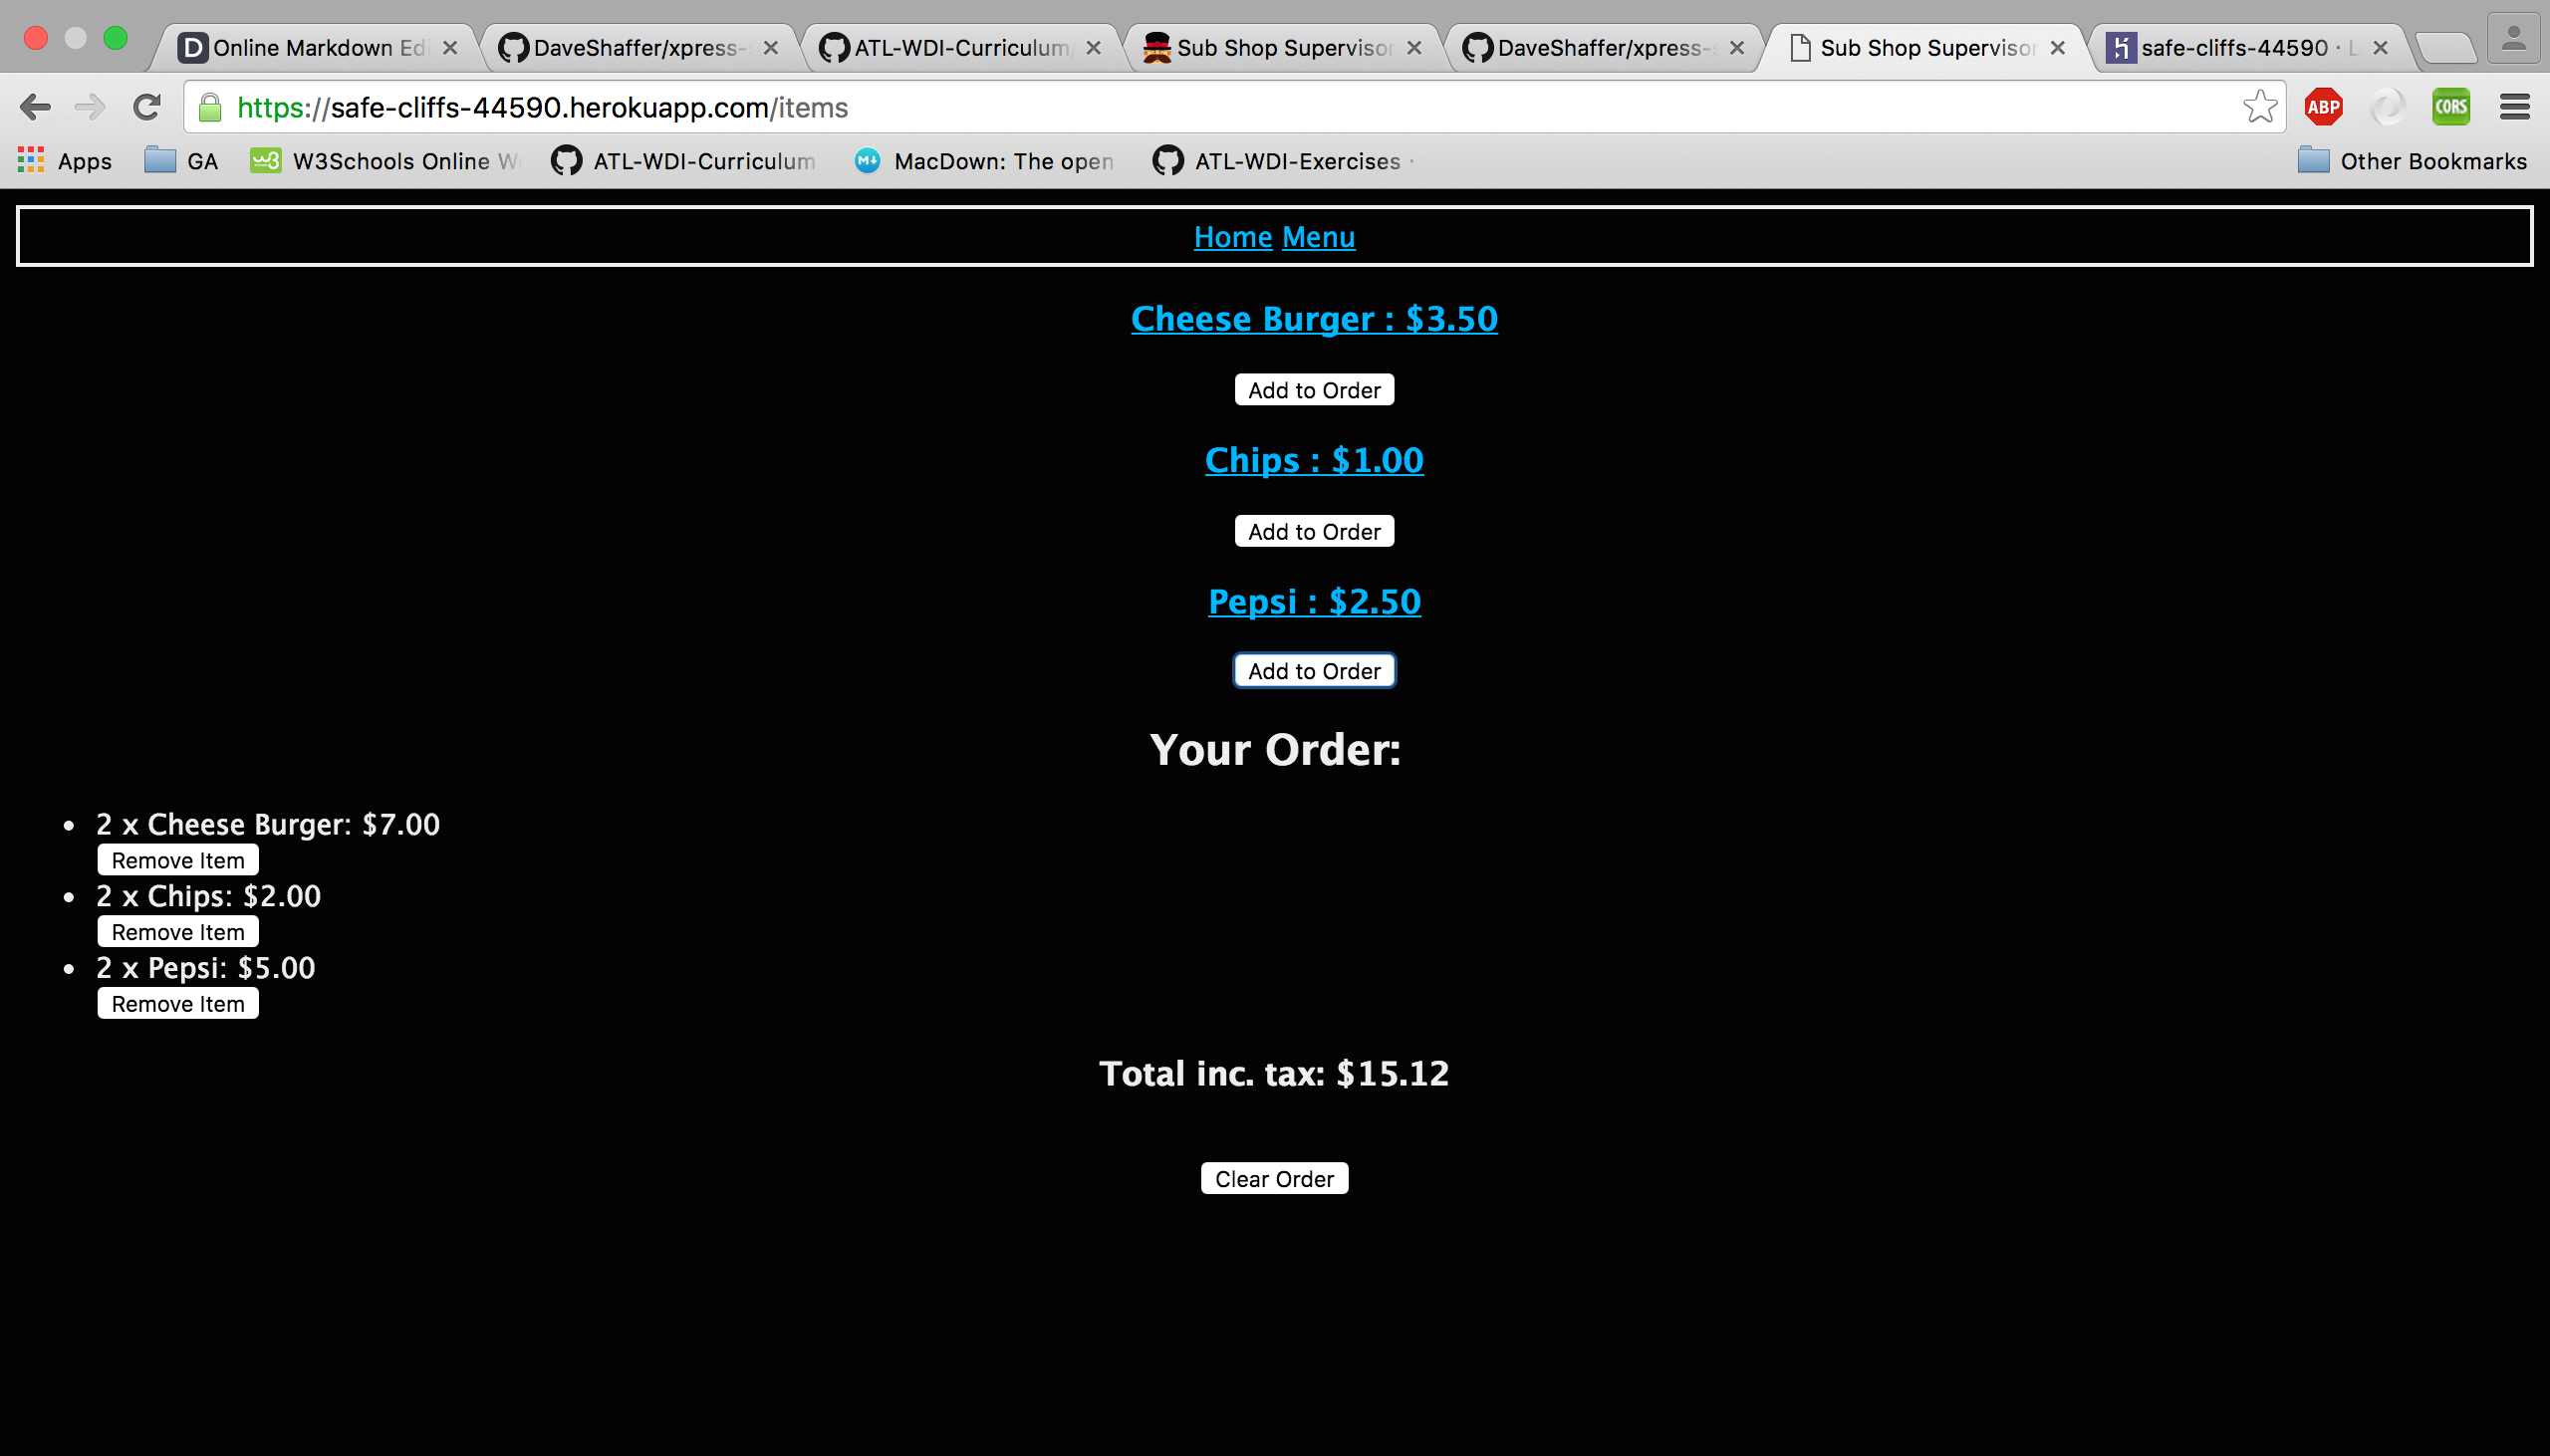 D Online Markdown Ed
DaveShaffer/xpress-
ATL-WDI-Curriculum
Sub Shop Supervisor
DaveShaffer/xpress-
Sub Shop Supervisor
safe-cliffs-44590 · L
https://safe-cliffs-44590.herokuapp.com/items
ABP
CORS
Apps
GA
w3 W3Schools Online W
ATL-WDI-Curriculum
M MacDown: The open
ATL-WDI-Exercises ·
Other Bookmarks
Home Menu
Cheese Burger : $3.50
Add to Order
Chips : $1.00
Add to Order
Pepsi : $2.50
Add to Order
Your Order:
• 2 x Cheese Burger: $7.00
Remove Item
• 2 x Chips: $2.00
Remove Item
• 2 x Pepsi: $5.00
Remove Item
Total inc. tax: $15.12
Clear Order